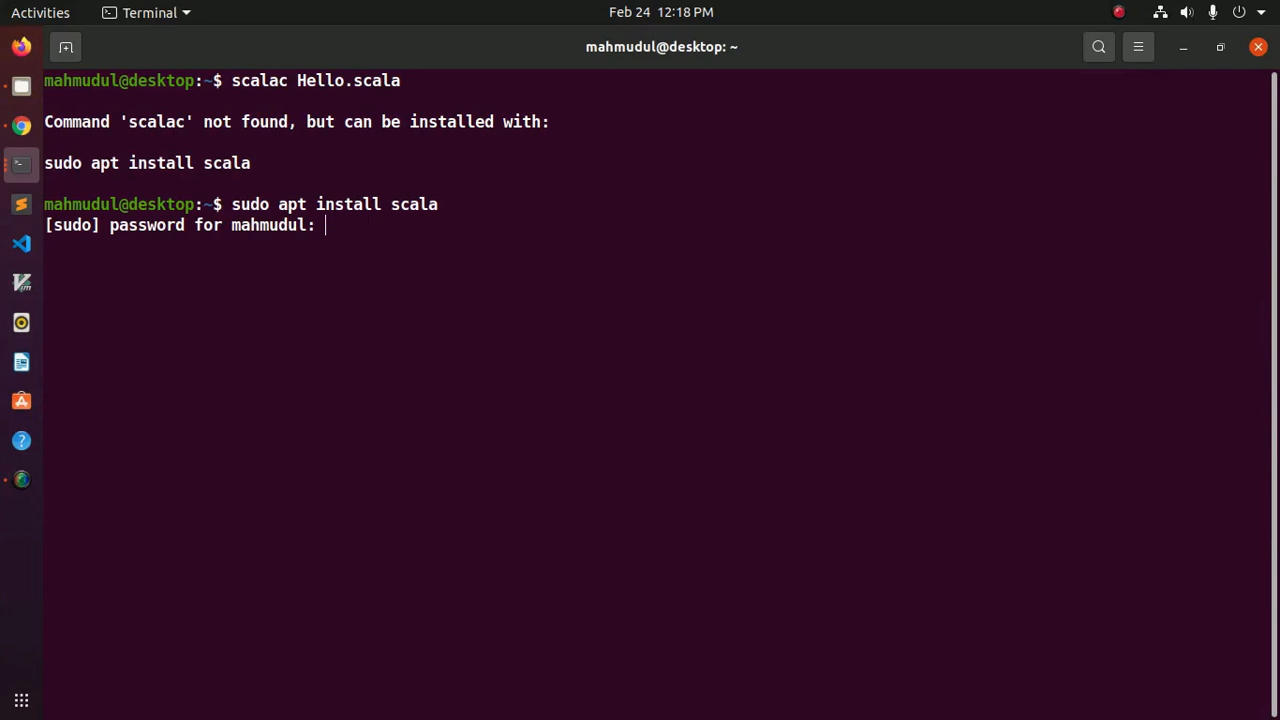 Activities
Terminal
Feb 24 12:18 PM
mahmudul@desktop: ~
mahmudul@desktop:~$ scalac Hello.scala
Command 'scalac' not found, but can be installed with:
sudo apt install scala
mahmudul@desktop:~$ sudo apt install scala
[sudo] password for mahmudul: